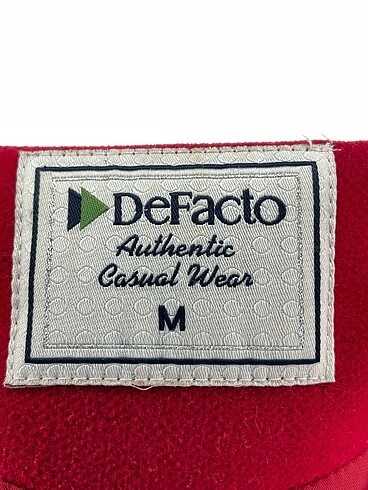 DeFacto
Authentic
Casual Wear
M